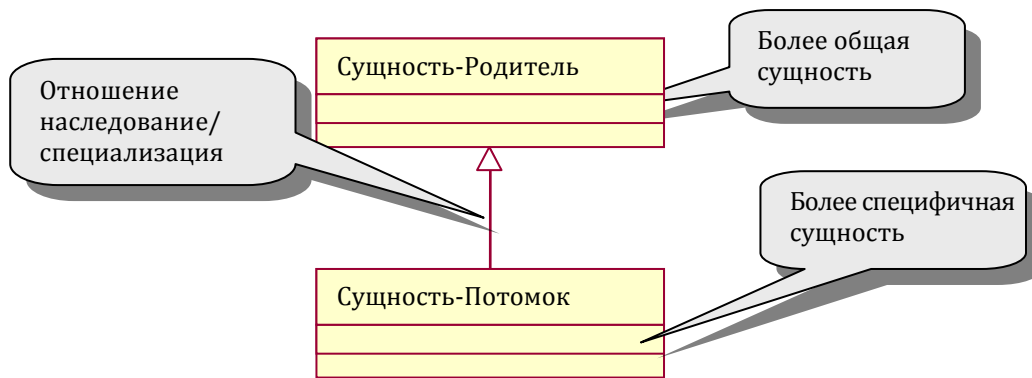 Сущность-Родитель
Более общая
сущность
Отношение
наследование/
специализация
Более специфичная
сущность
Сущность-Потомок